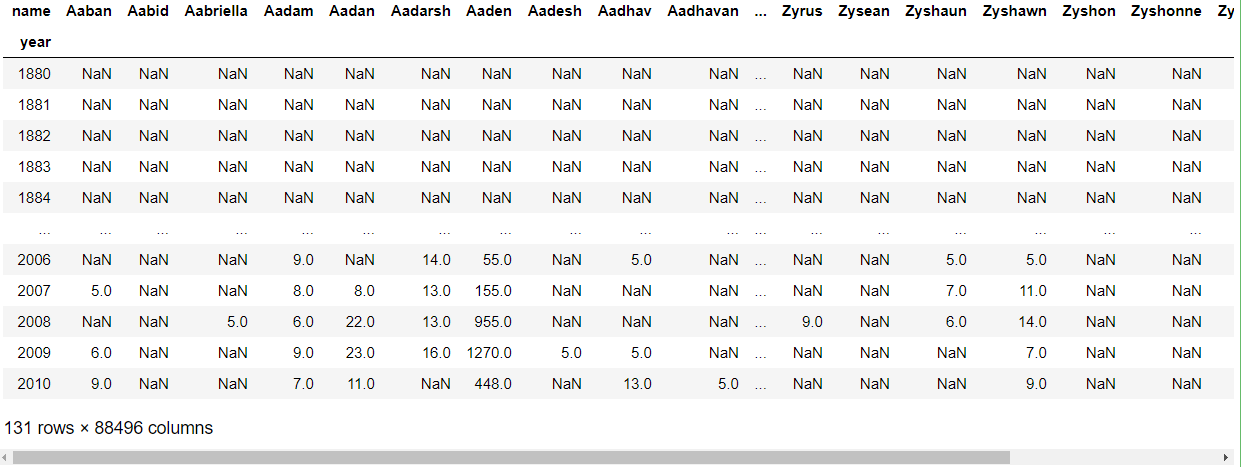 name Aaban Aabid Aabriella Aadam Aadan Aadarsh Aaden Aadesh Aadhav Aadhavan ... Zyrus Zysean Zyshaun Zyshawn Zyshon Zyshonne Zy
year
1880 NaN NaN NaN NaN NaN NaN NaN NaN NaN NaN ... NaN NaN NaN NaN NaN NaN
1881 NaN NaN NaN NaN NaN NaN NaN NaN NaN NaN ... NaN NaN NaN NaN NaN NaN
1882 NaN NaN NaN NaN NaN NaN NaN NaN NaN NaN ... NaN NaN NaN NaN NaN NaN
1883 NaN NaN NaN NaN NaN NaN NaN NaN NaN NaN ... NaN NaN NaN NaN NaN NaN
1884 NaN NaN NaN NaN NaN NaN NaN NaN NaN NaN ... NaN NaN NaN NaN NaN NaN
... ... ... ... ... ... ... ... ... ... ... ... ... ... ... ... ... ...
2006 NaN NaN NaN 9.0 NaN 14.0 55.0 NaN 5.0 NaN ... NaN NaN 5.0 5.0 NaN NaN
2007 5.0 NaN NaN 8.0 8.0 13.0 155.0 NaN NaN NaN ... NaN NaN 7.0 11.0 NaN NaN
2008 NaN NaN 5.0 6.0 22.0 13.0 955.0 NaN NaN NaN ... 9.0 NaN 6.0 14.0 NaN NaN
2009 6.0 NaN NaN 9.0 23.0 16.0 1270.0 5.0 5.0 NaN ... NaN NaN NaN 7.0 NaN NaN
2010 9.0 NaN NaN 7.0 11.0 NaN 448.0 NaN 13.0 5.0 ... NaN NaN NaN 9.0 NaN NaN
131 rows × 88496 columns